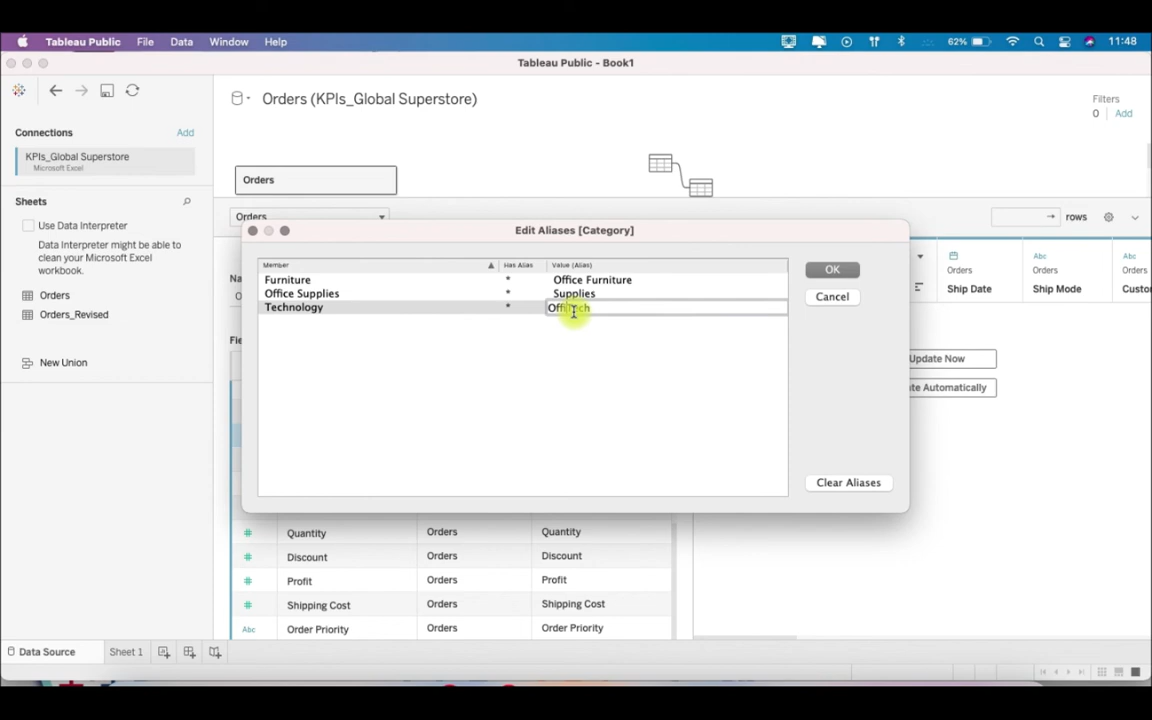 Tableau Public File Data Window Help 62% 11:48
Tableau Public - Book1
Connections Add
KPIs_Global Superstore
Microsoft Excel
Sheets
Use Data Interpreter
Data Interpreter might be able to
clean your Microsoft Excel
workbook.
Orders
Orders_Revised
New Union
Orders (KPIs_Global Superstore)
Filters
0 Add
Orders
Orders
rows
Edit Aliases [Category]
Member Has Alias Value (Alias)
Furniture * Office Furniture
Office Supplies * Supplies
Technology *
OK
Cancel
Clear Aliases
Orders
Ship Date
Abc
Orders
Ship Mode
Abc
Orders
Update Now
Quantity Orders Quantity
Discount Orders Discount
Profit Orders Profit
Shipping Cost Orders Shipping Cost
Abc Order Priority Orders Order Priority
Data Source Sheet 1